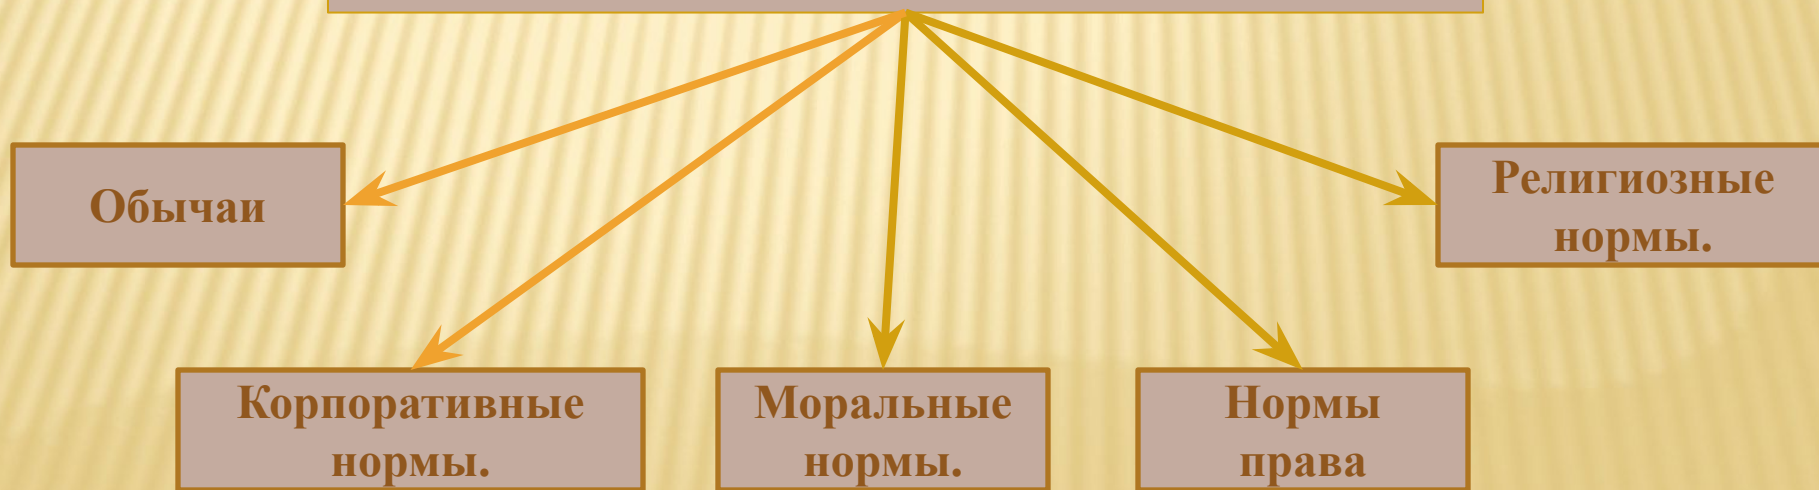 Обычаи
Религиозные
нормы.
Корпоративные
нормы.
Моральные
нормы.
Нормы
права